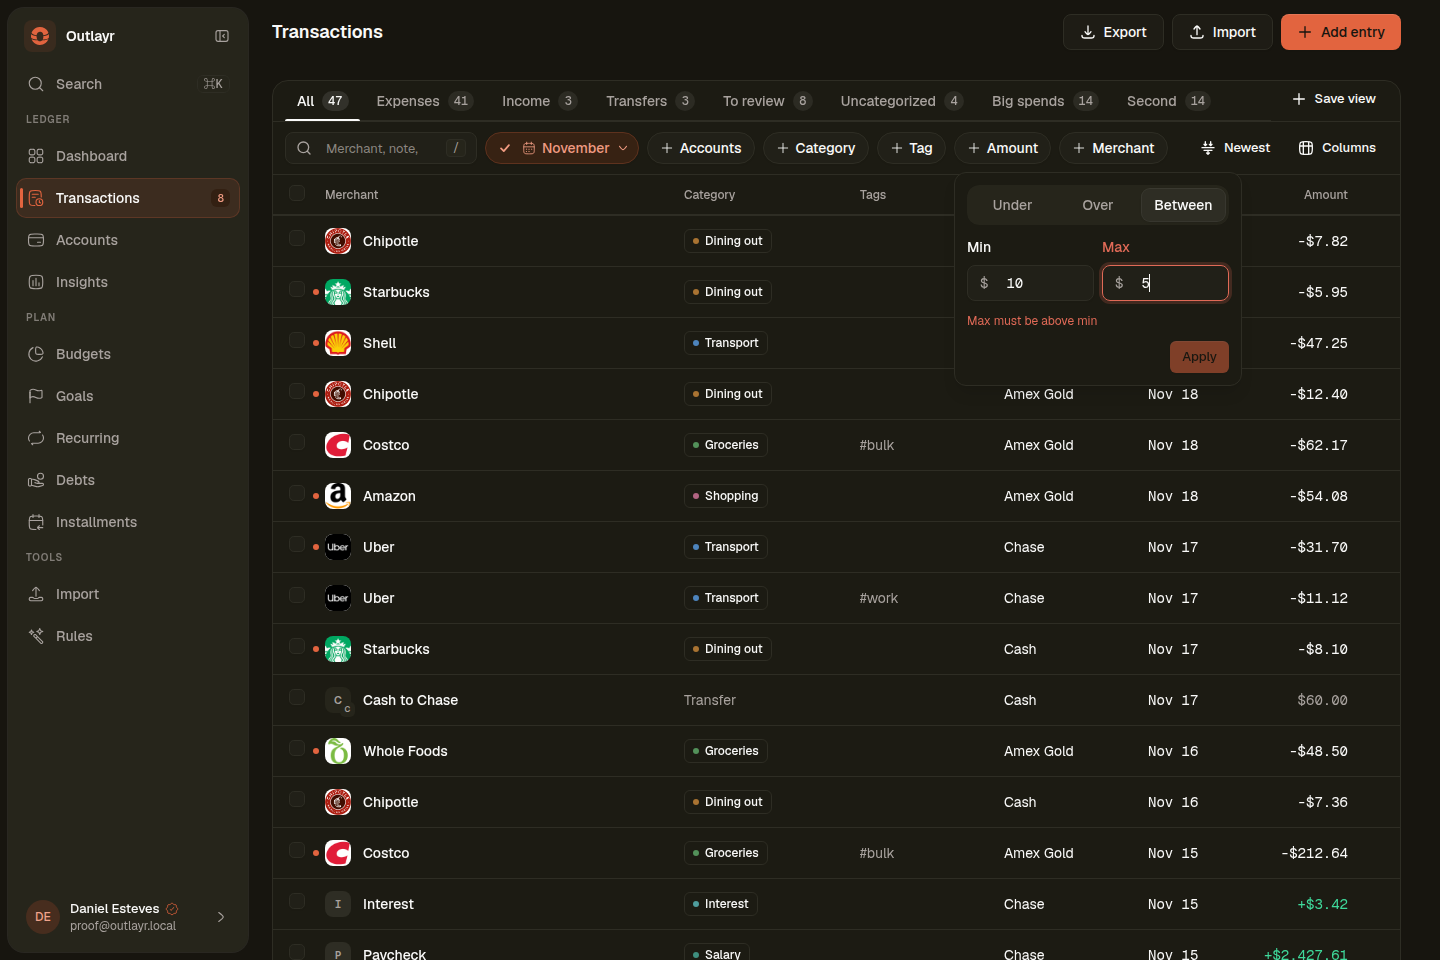 Outlayr
Transactions
Export
Import
Add entry
Search
⌘K
LEDGER
Dashboard
Transactions 8
Accounts
Insights
PLAN
Budgets
Goals
Recurring
Debts
Installments
TOOLS
Import
Rules
DE
Daniel Esteves
proof@outlayr.local
All 47 Expenses 41 Income 3 Transfers 3 To review 8 Uncategorized 4 Big spends 14 Second 14 Save view
Merchant, note, / November Accounts Category Tag Amount Merchant Newest Columns
Merchant Category Tags Amount
Under Over Between
Min Max
$ 10 $ 5
Max must be above min
Apply
Chipotle Dining out -$7.82
Starbucks Dining out -$5.95
Shell Transport -$47.25
Chipotle Dining out Amex Gold Nov 18 -$12.40
Costco Groceries #bulk Amex Gold Nov 18 -$62.17
Amazon Shopping Amex Gold Nov 18 -$54.08
Uber Uber Transport Chase Nov 17 -$31.70
Uber Uber Transport #work Chase Nov 17 -$11.12
Starbucks Dining out Cash Nov 17 -$8.10
C C Cash to Chase Transfer Cash Nov 17 $60.00
Whole Foods Groceries Amex Gold Nov 16 -$48.50
Chipotle Dining out Cash Nov 16 -$7.36
Costco Groceries #bulk Amex Gold Nov 15 -$212.64
I Interest Interest Chase Nov 15 +$3.42
P Paycheck Salary Chase Nov 15 +$2,427.61